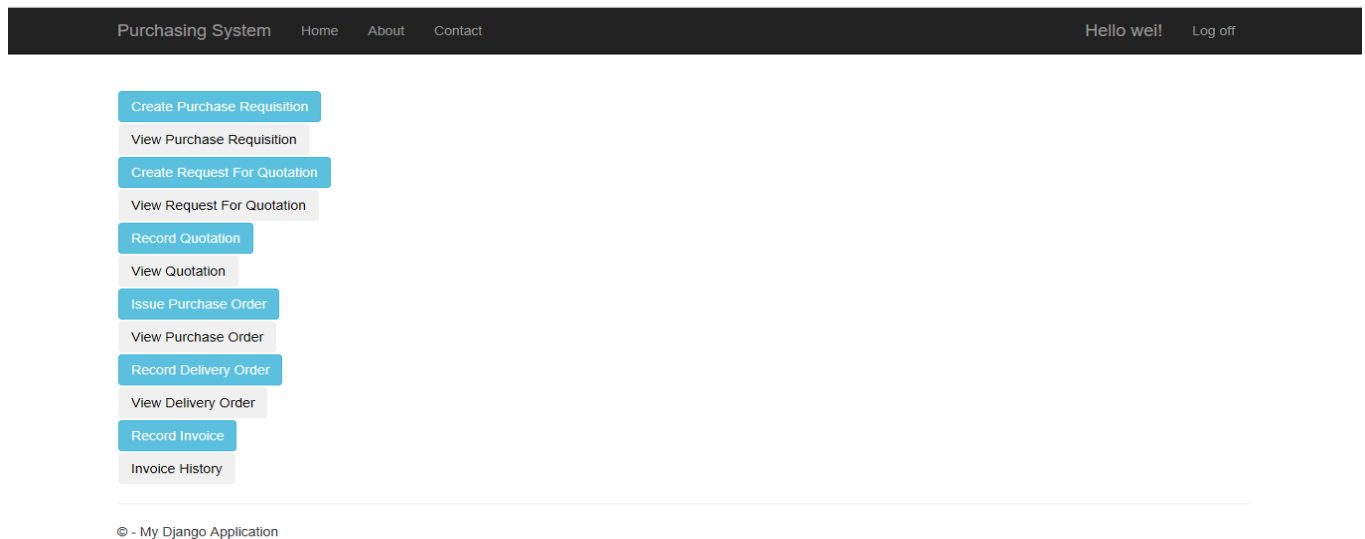 Purchasing System Home About Contact Hello wei! Log off
Create Purchase Requisition
View Purchase Requisition
Create Request For Quotation
View Request For Quotation
Record Quotation
View Quotation
Issue Purchase Order
View Purchase Order
Record Delivery Order
View Delivery Order
Record Invoice
Invoice History
© - My Django Application